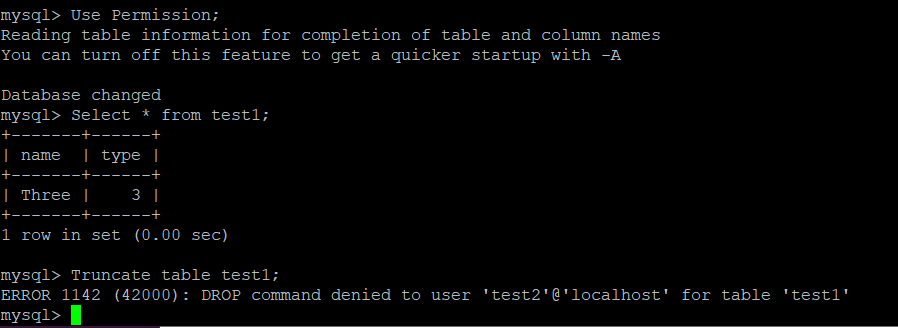 mysql> Use Permission;
Reading table information for completion of table and column names
You can turn off this feature to get a quicker startup with -A
Database changed
mysql> Select * from test1;
+-------+------+
| name  | type |
+-------+------+
| Three |    3 |
+-------+------+
1 row in set (0.00 sec)
mysql> Truncate table test1;
ERROR 1142 (42000): DROP command denied to user 'test2'@'localhost' for table 'test1'
mysql>